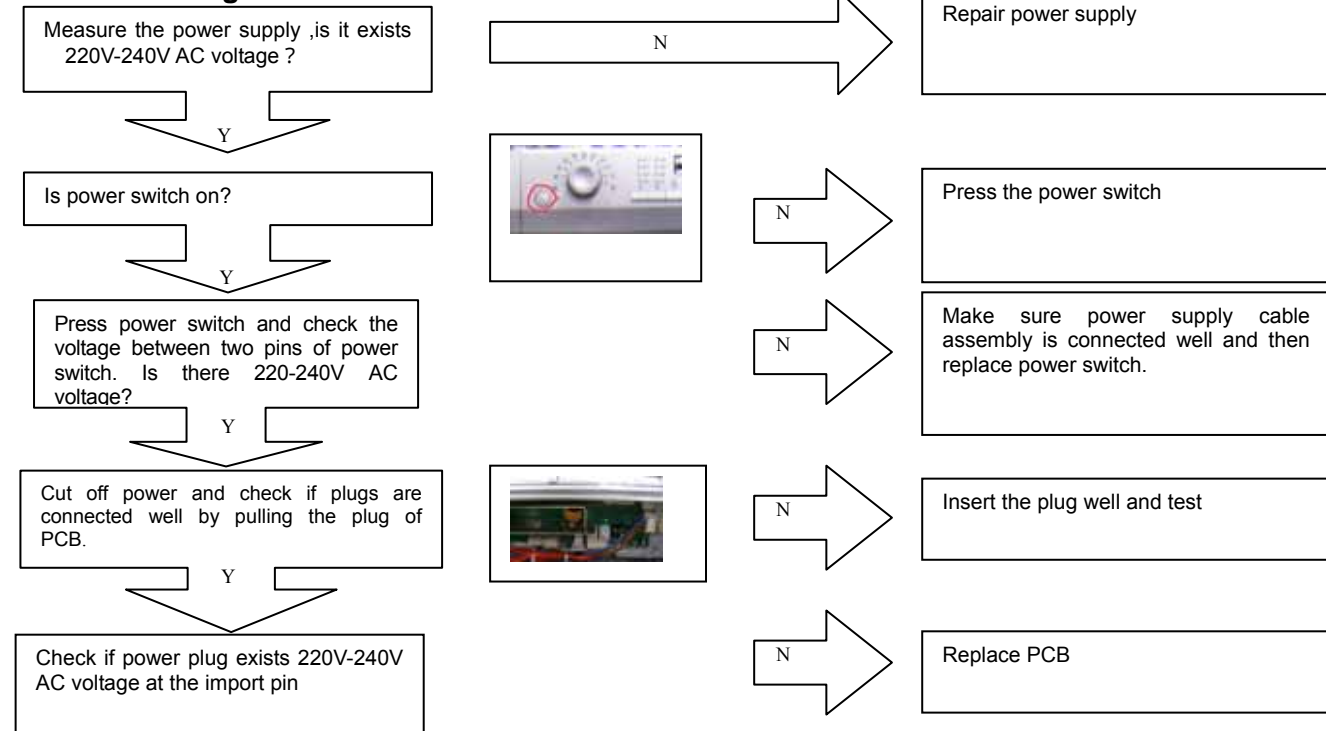 Measure the power supply ,is it exists
220V-240V AC voltage？
N
Repair power supply
Y
Is power switch on?
N
Press the power switch
Y
Press power switch and check the
voltage between two pins of power
switch. Is there 220-240V AC
voltage?
N
Make sure power supply cable
assembly is connected well and then
replace power switch.
Y
Cut off power and check if plugs are
connected well by pulling the plug of
PCB.
N
Insert the plug well and test
Y
Check if power plug exists 220V-240V
AC voltage at the import pin
N
Replace PCB